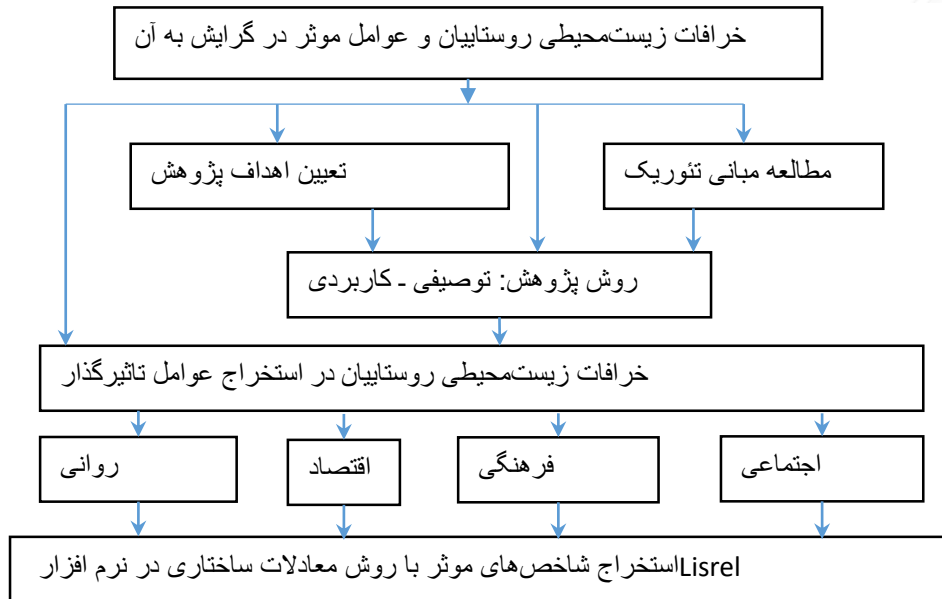 خرافات زیست‌محیطی روستاییان و عوامل موثر در گرایش به آن
مطالعه مبانی تئوریک
تعیین اهداف پژوهش
روش پژوهش: توصیفی ـ کاربردی
خرافات زیست‌محیطی روستاییان در استخراج عوامل تاثیرگذار
اجتماعی
فرهنگی
اقتصاد
روانی
استخراج شاخص‌های موثر با روش معادلات ساختاری در نرم افزار Lisrel